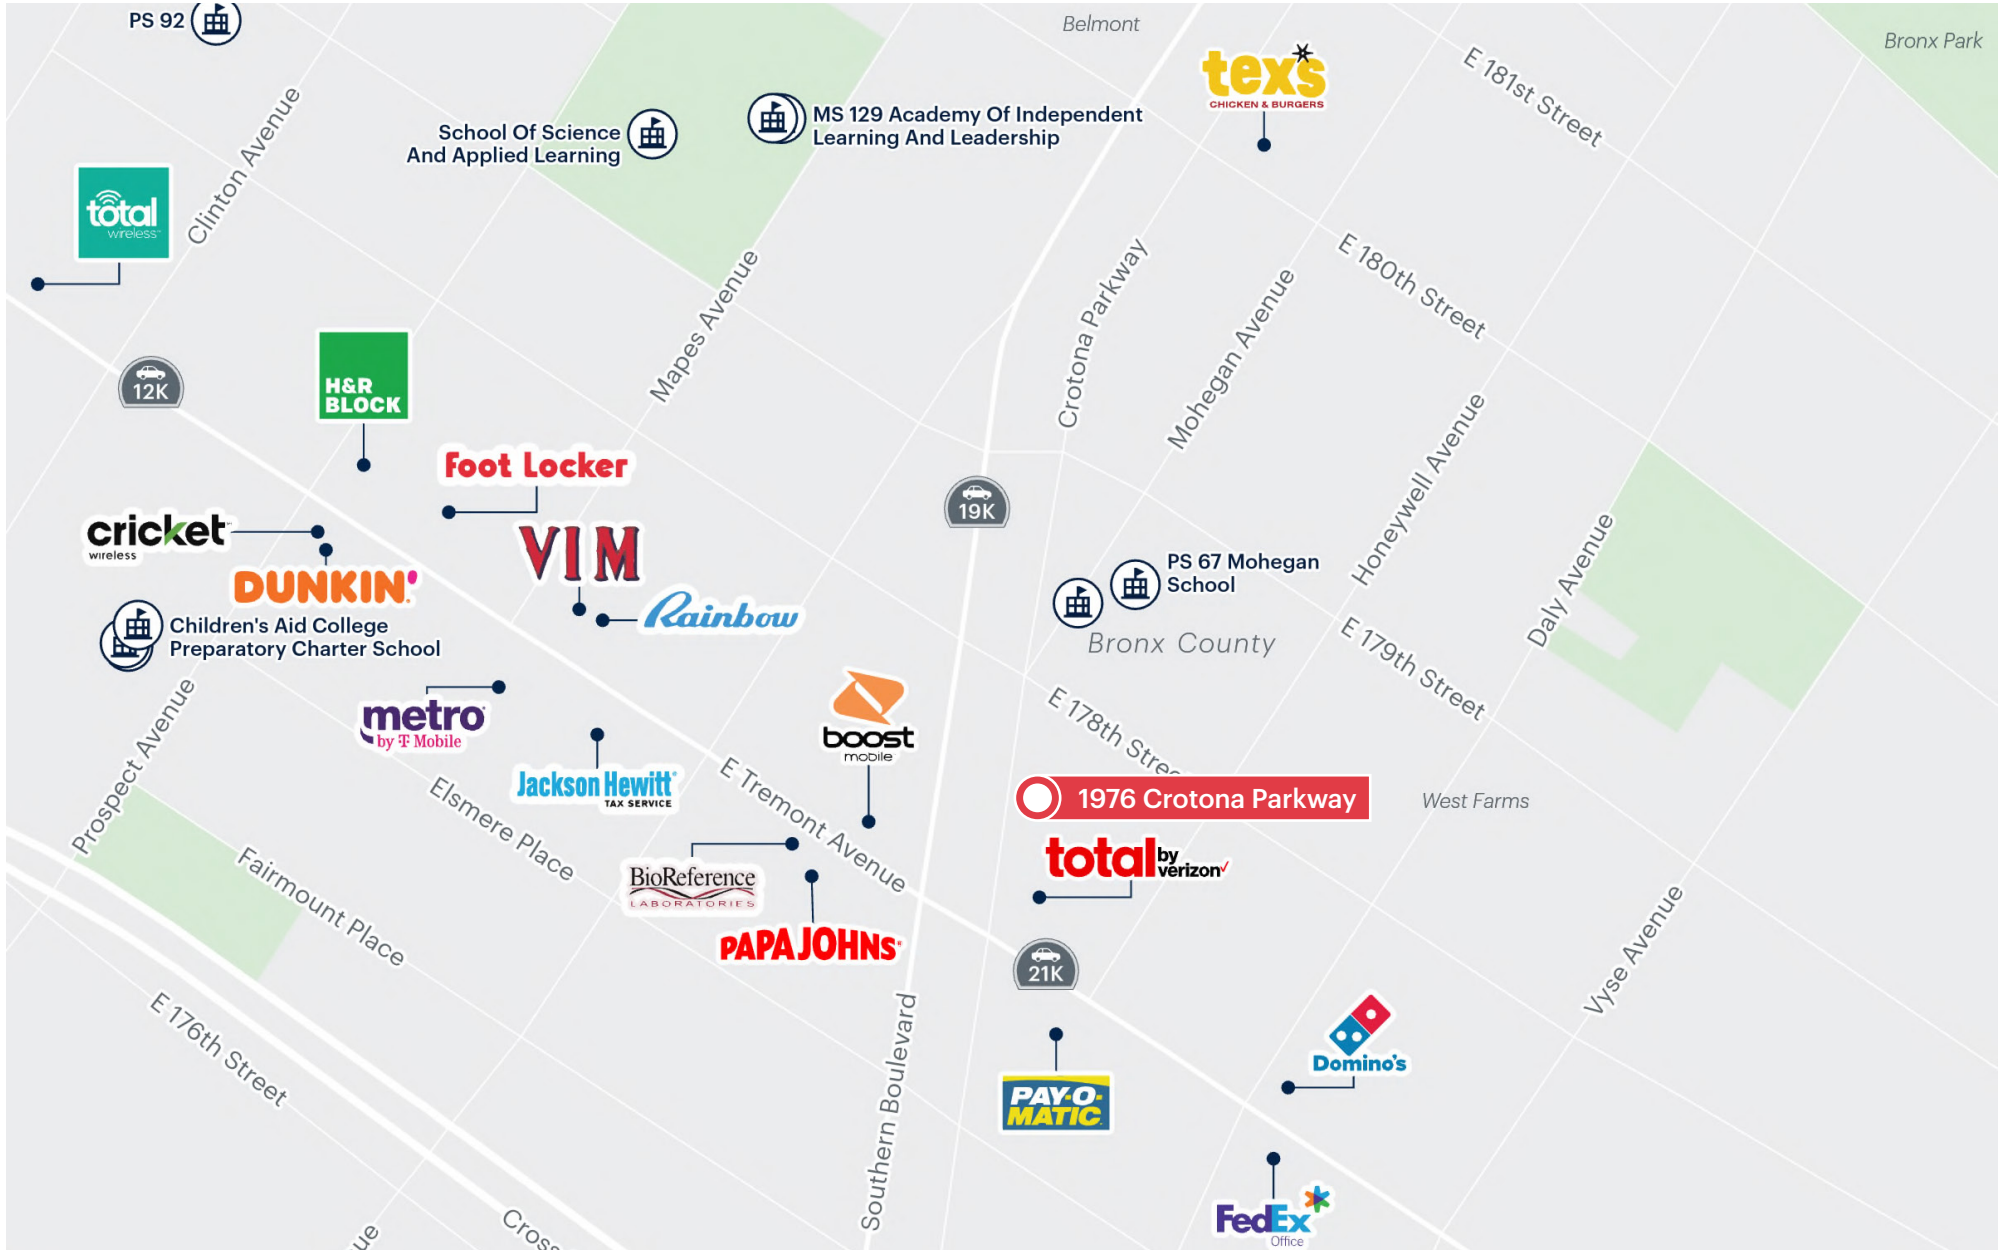 PS 92
Belmont
Bronx Park
texs
CHICKEN & BURGERS
E 181st Street
School Of Science
And Applied Learning
MS 129 Academy Of Independent
Learning And Leadership
Clinton Avenue
total
wireless
Mapes Avenue
Crotona Parkway
Mohegan Avenue
E 180th Street
12K
H&R
BLOCK
Foot Locker
19K
Honeywell Avenue
cricket
wireless
DUNKIN'
VIM
Rainbow
PS 67 Mohegan
School
Bronx County
Daly Avenue
E 179th Street
Children's Aid College
Preparatory Charter School
Prospect Avenue
metro
by T Mobile
Jackson Hewitt
TAX SERVICE
boost
mobile
E 178th Stree
1976 Crotona Parkway
West Farms
total by
verizon
E Tremont Avenue
Elsmere Place
Fairmount Place
BioReference
LABORATORIES
PAPA JOHNS
21K
Vyse Avenue
E 176th Street
Southern Boulevard
PAY-O-
MATIC
Domino's
FedEx
Office
Cross
ue